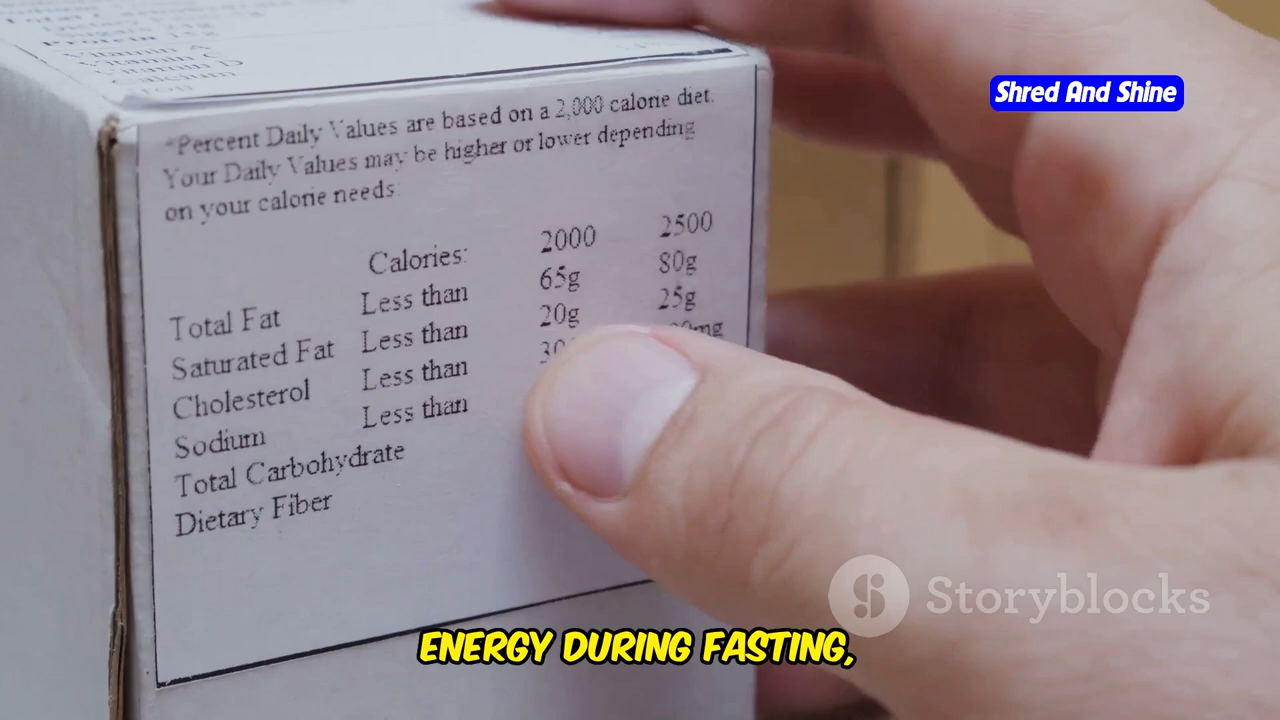 Protein
Vitamin A
Shred And Shine
*Percent Daily Values are based on a 2,000 calorie diet.
Your Daily Values may be higher or lower depending
on your calorie needs:
Calories: 2000 2500
Total Fat Less than 65g 80g
Saturated Fat Less than 20g 25g
Cholesterol Less than
Sodium Less than
Total Carbohydrate
Dietary Fiber
Storyblocks
ENERGY DURING FASTING,